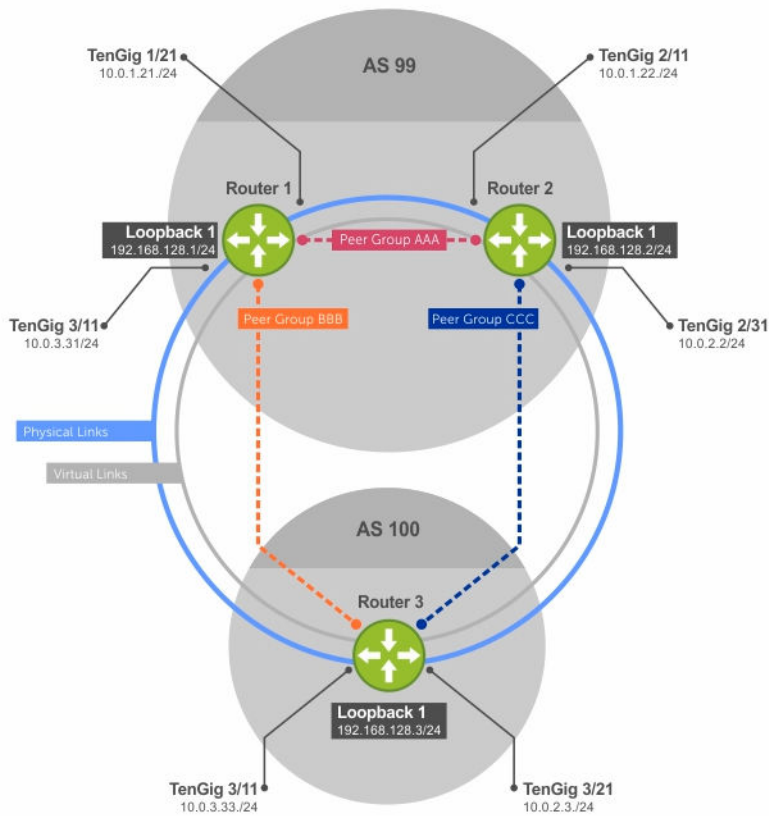 TenGig 1/21
10.0.1.21./24
AS 99
TenGig 2/11
10.0.1.22./24
Router 1
Router 2
Loopback 1
192.168.128.1/24
Peer Group AAA
Loopback 1
192.168.128.2/24
TenGig 3/11
10.0.3.31/24
Peer Group BBB
Peer Group CCC
TenGig 2/31
10.0.2.2/24
Physical Links
Virtual Links
AS 100
Router 3
Loopback 1
192.168.128.3/24
TenGig 3/11
10.0.3.33./24
TenGig 3/21
10.0.2.3./24